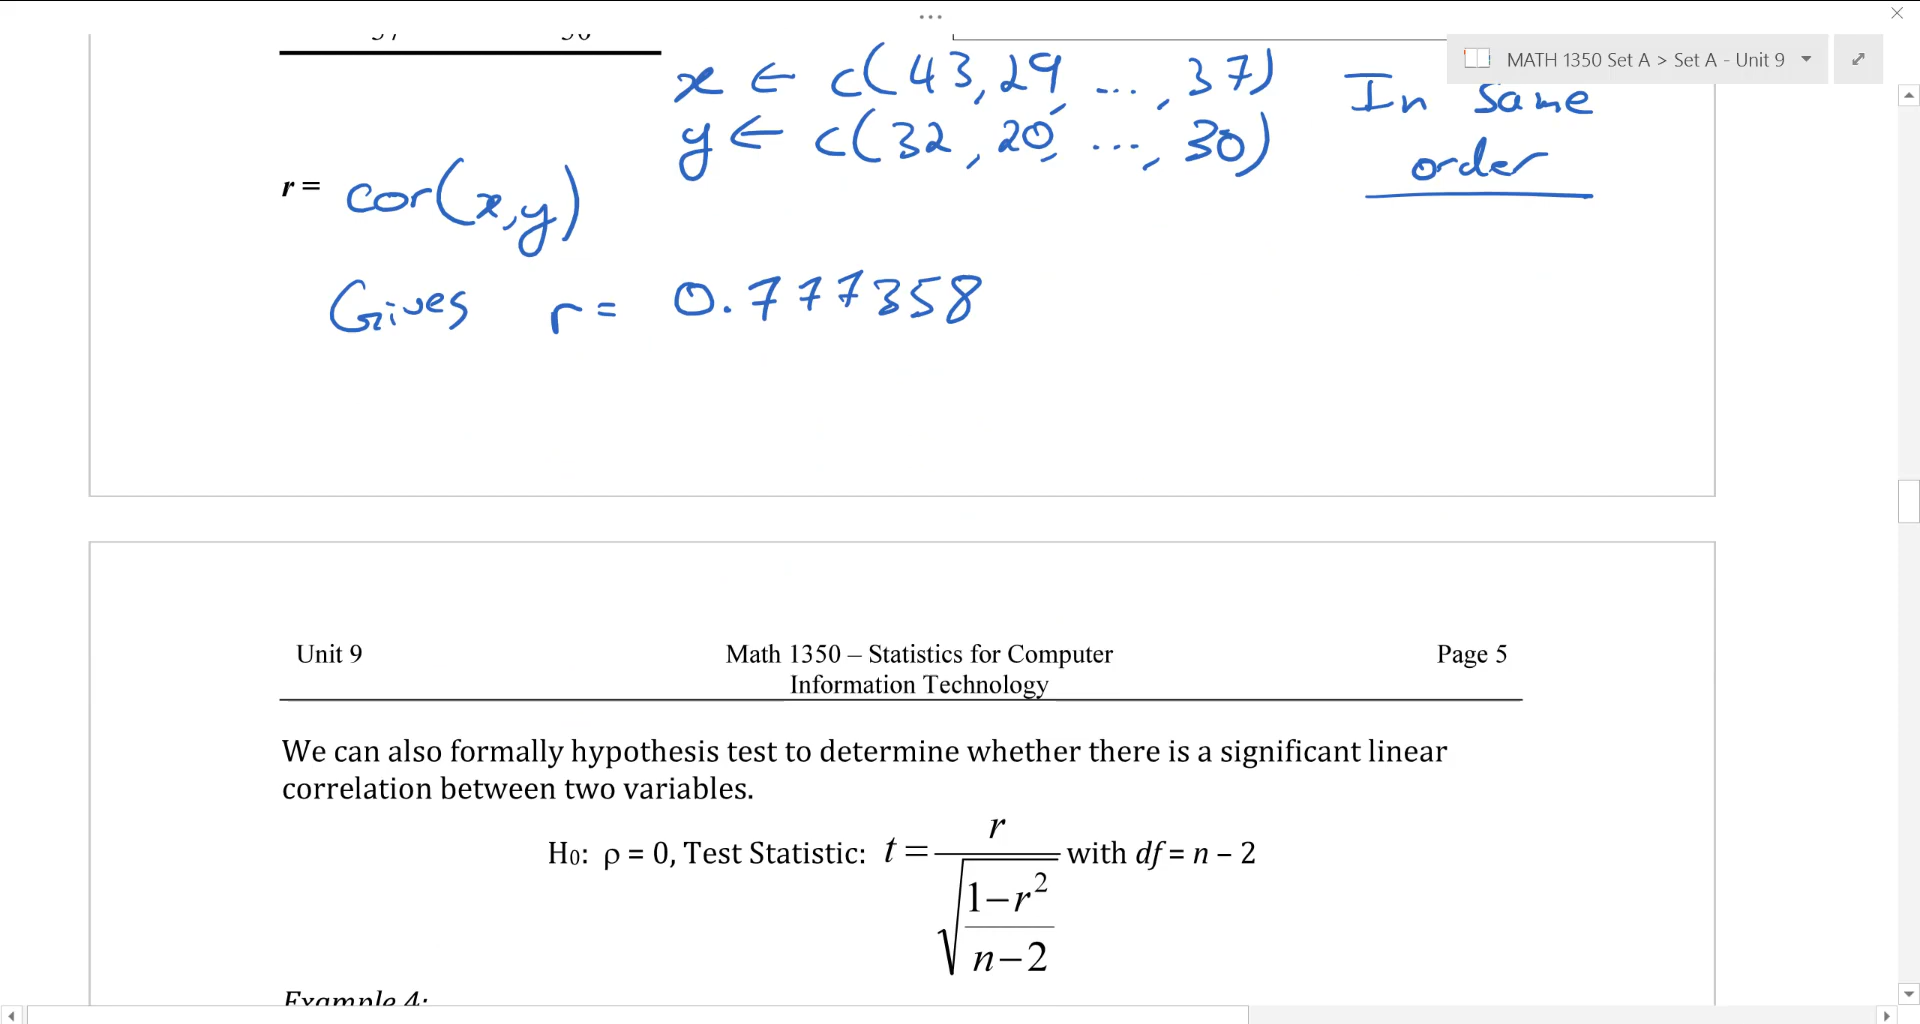 x ← c(43, 29, ..., 37)
y ← c(32, 20, ..., 30)
In same
order
MATH 1350 Set A > Set A - Unit 9
r = cor(x,y)
Gives r = 0.777358
Unit 9 Math 1350 – Statistics for Computer Page 5
Information Technology
We can also formally hypothesis test to determine whether there is a significant linear
correlation between two variables.
H₀: ρ = 0, Test Statistic: t = r / √((1−r²)/(n−2)) with df = n – 2
Example 4: